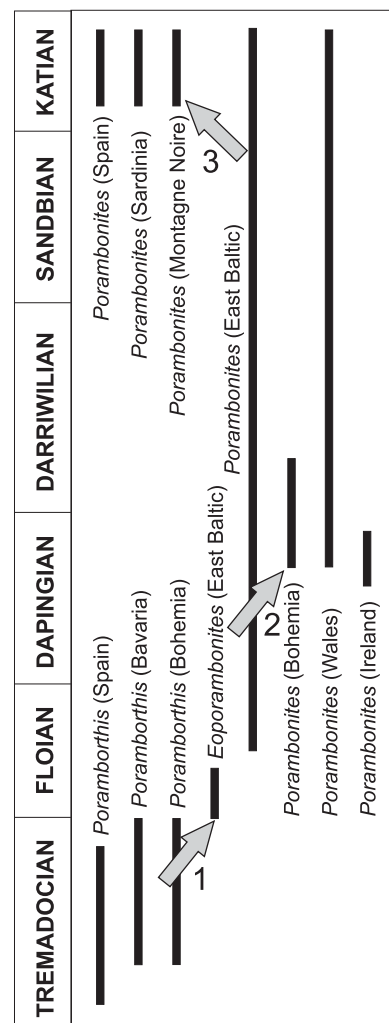 KATIAN
SANDBIAN
DARRIWILIAN
DAPINGIAN
FLOIAN
TREMADOCIAN
Porambonites (Spain)
Porambonites (Sardinia)
Porambonites (Montagne Noire)
3
Porambonites (East Baltic)
Poramborthis (Spain)
Poramborthis (Bavaria)
Poramborthis (Bohemia)
Eoporambonites (East Baltic)
1
2
Porambonites (Bohemia)
Porambonites (Wales)
Porambonites (Ireland)